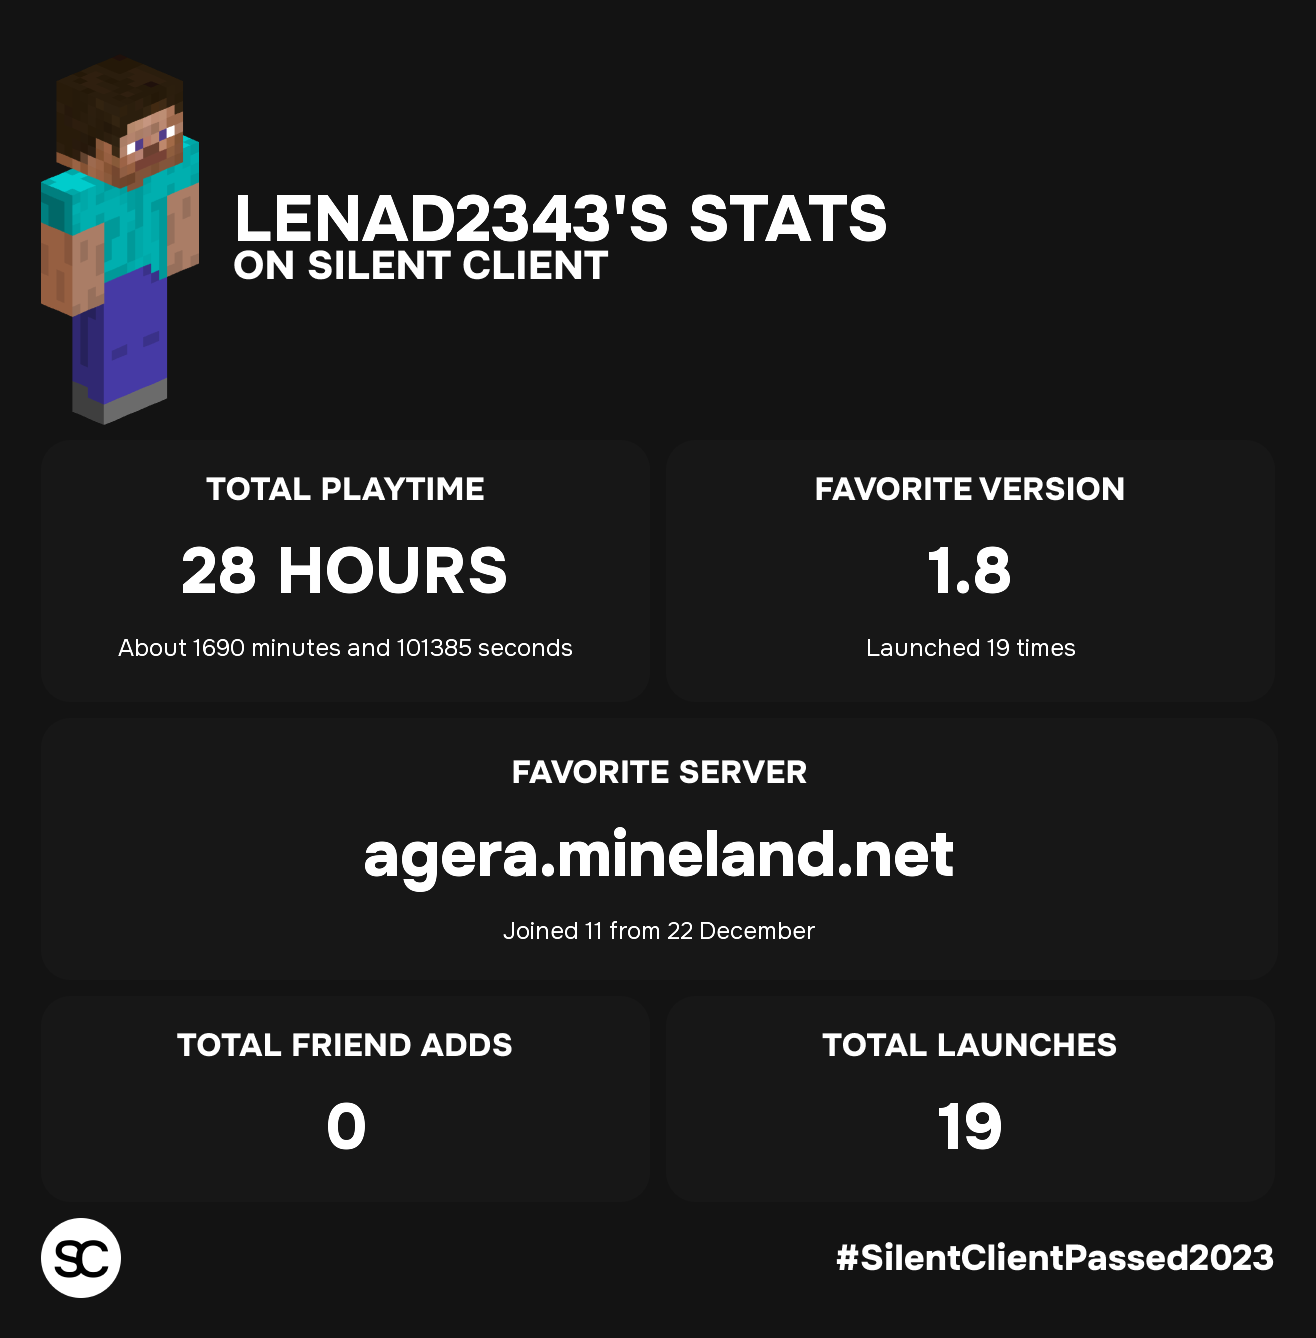 LENAD2343'S STATS
ON SILENT CLIENT
TOTAL PLAYTIME
28 HOURS
About 1690 minutes and 101385 seconds
FAVORITE VERSION
1.8
Launched 19 times
FAVORITE SERVER
agera.mineland.net
Joined 11 from 22 December
TOTAL FRIEND ADDS
0
TOTAL LAUNCHES
19
SC
#SilentClientPassed2023